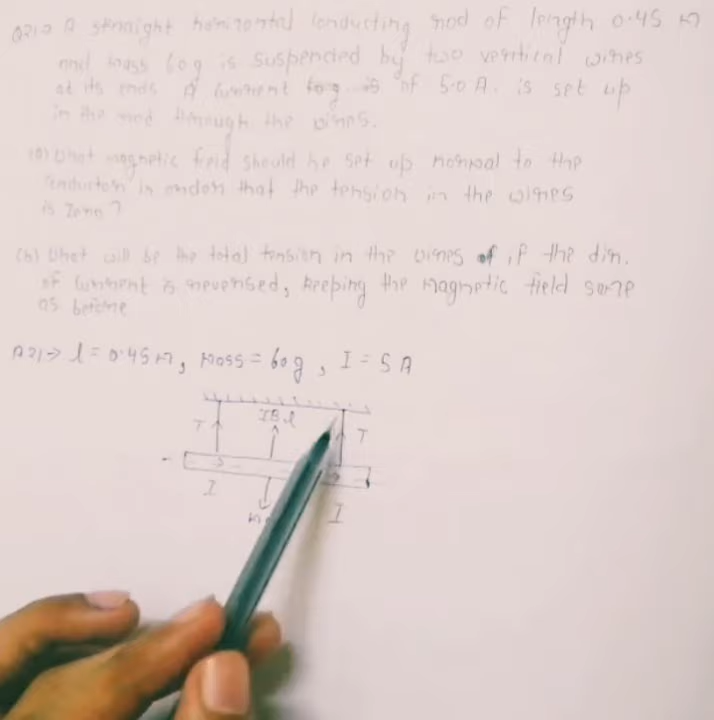 Q21→ A straight horizontal conducting rod of length 0.45 m
and mass 60g is suspended by two vertical wires
at its ends A current is of 5.0 A. is set up
in the rod through the wires.
(a) What magnetic field should be set up normal to the
conductor in order that the tension in the wires
is zero?
(b) What will be the total tension in the wires if the dirn.
of current is reversed, keeping the magnetic field same
as before
A21→ l = 0.45 m, Mass = 60g, I = 5 A
IBl
T
T
I
I